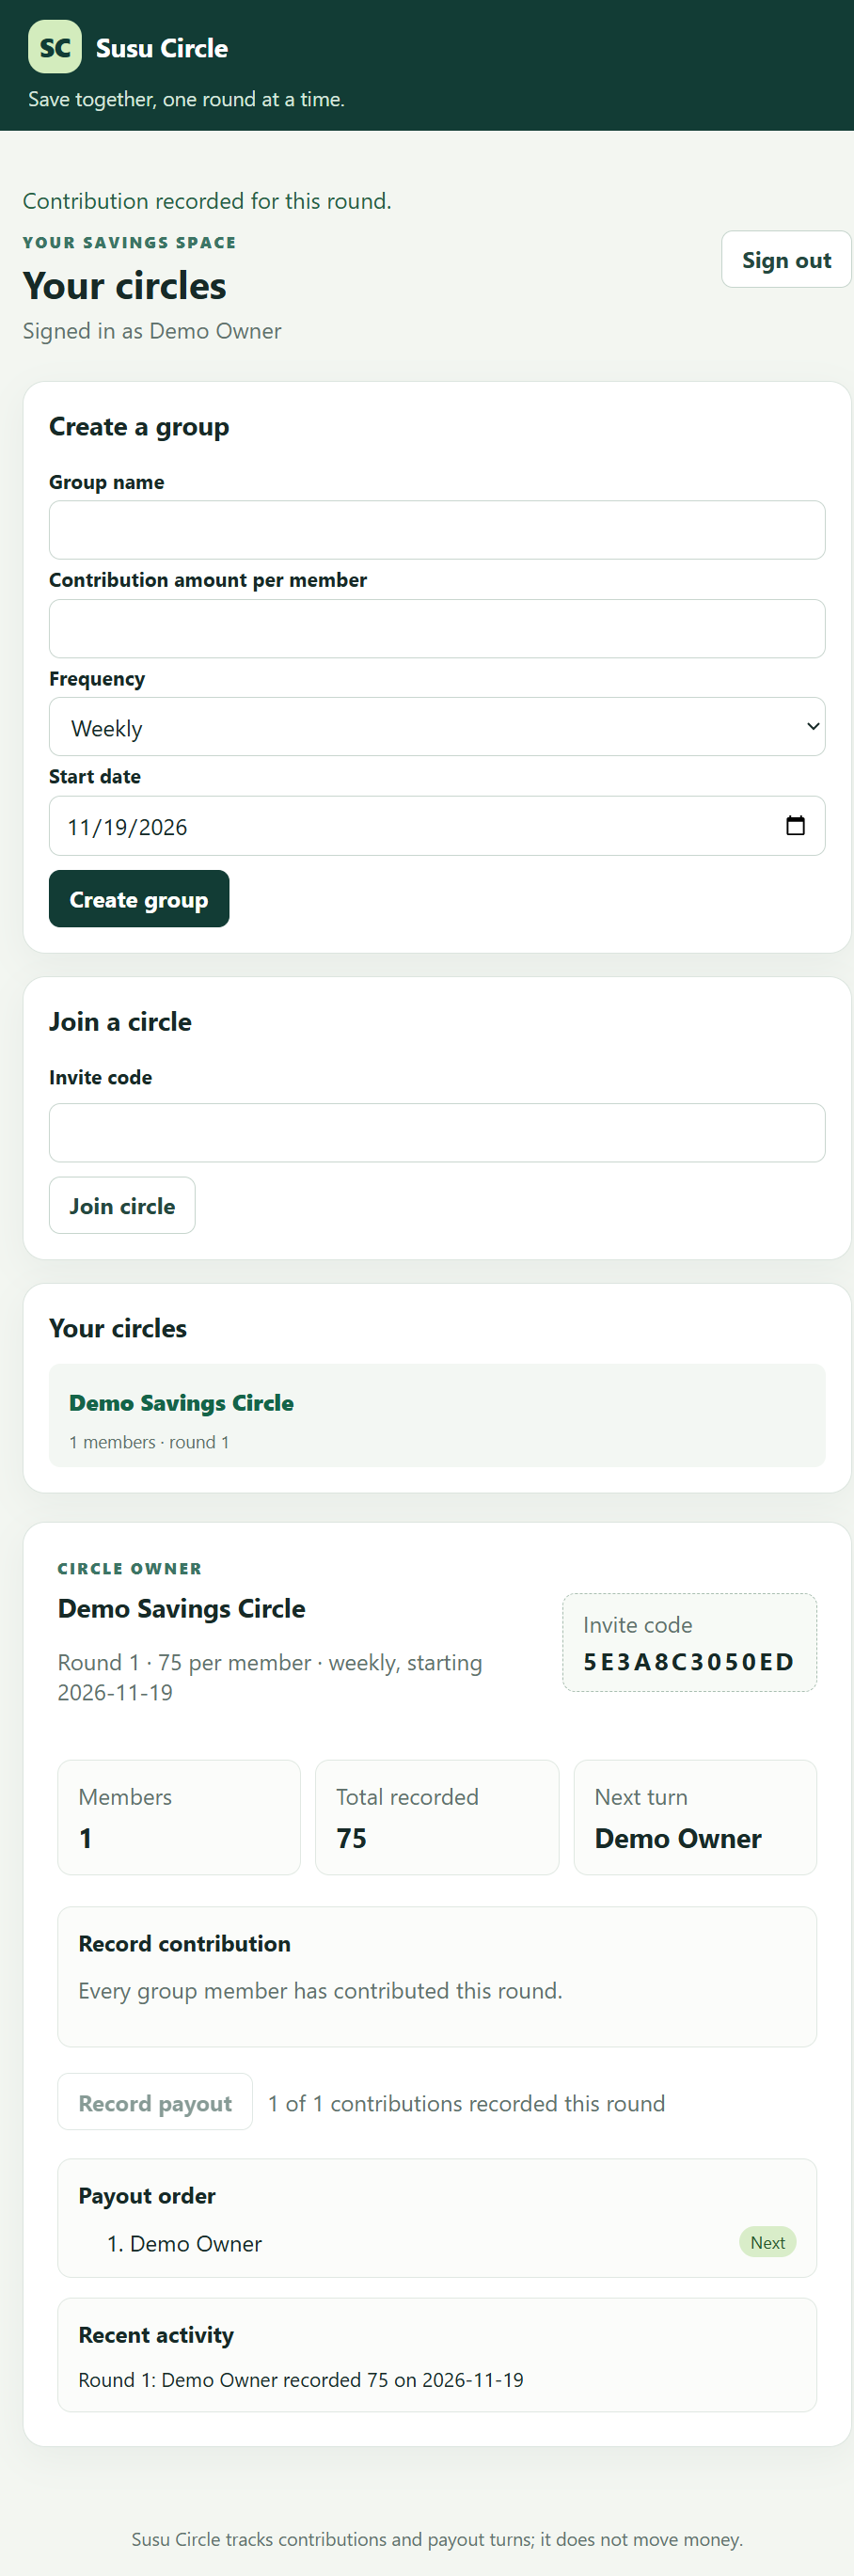 SC Susu Circle
Save together, one round at a time.
Contribution recorded for this round.
YOUR SAVINGS SPACE
Sign out
Your circles
Signed in as Demo Owner
Create a group
Group name
Contribution amount per member
Frequency
Weekly
Start date
11/19/2026
Create group
Join a circle
Invite code
Join circle
Your circles
Demo Savings Circle
1 members · round 1
CIRCLE OWNER
Demo Savings Circle
Round 1 · 75 per member · weekly, starting
2026-11-19
Invite code
5E3A8C3050ED
Members
1
Total recorded
75
Next turn
Demo Owner
Record contribution
Every group member has contributed this round.
Record payout 1 of 1 contributions recorded this round
Payout order
1. Demo Owner Next
Recent activity
Round 1: Demo Owner recorded 75 on 2026-11-19
Susu Circle tracks contributions and payout turns; it does not move money.